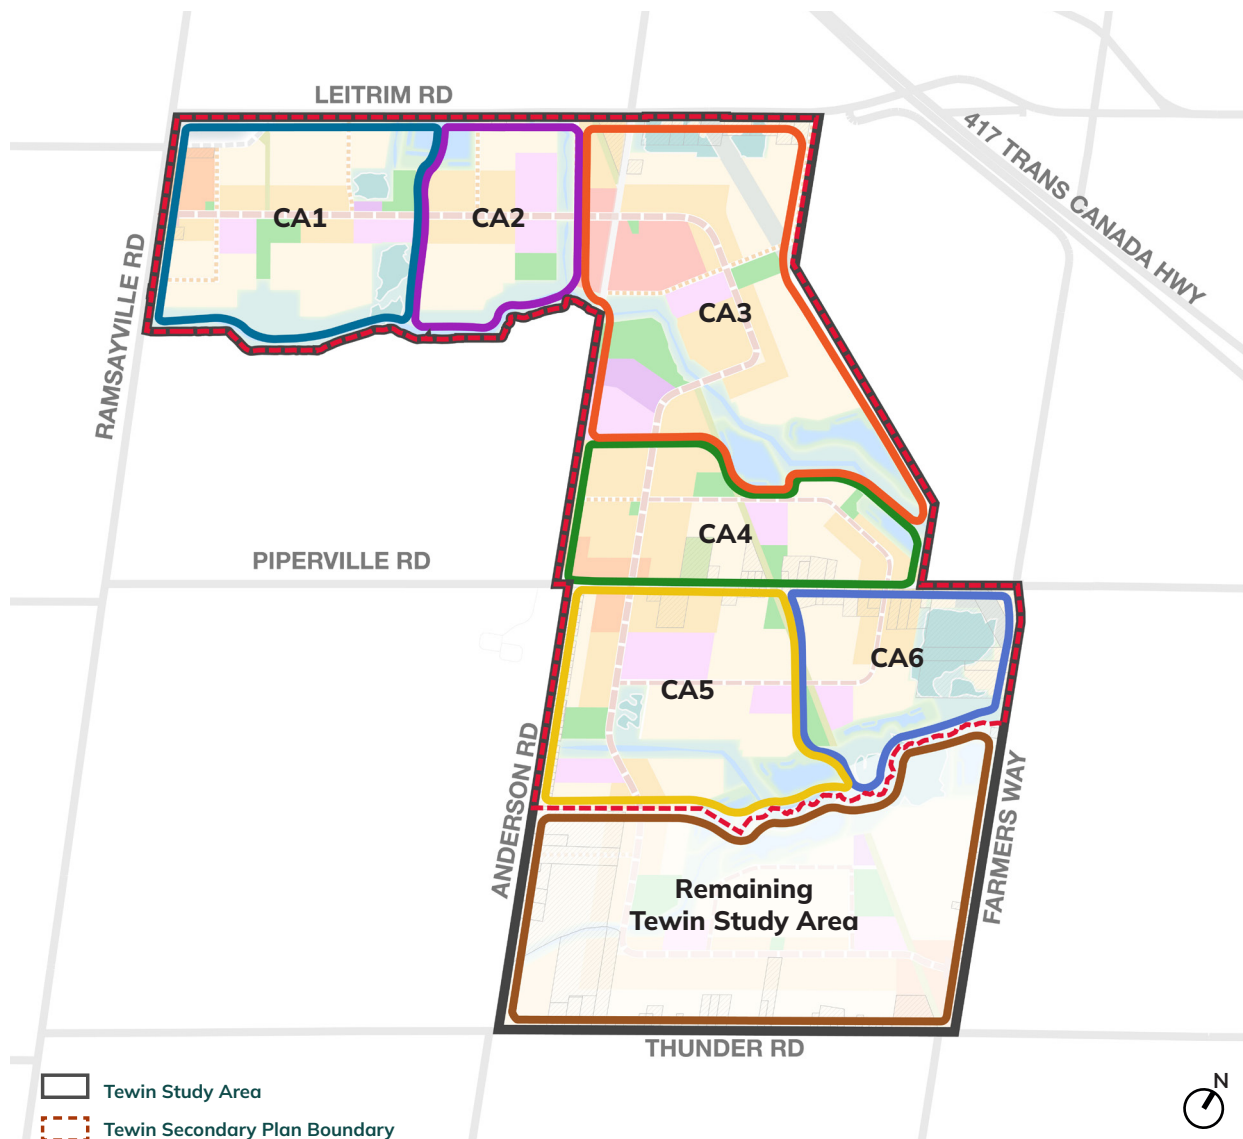 LEITRIM RD
417 TRANS CANADA HWY
CA1
CA2
RAMSAYVILLE RD
CA3
CA4
PIPERVILLE RD
CA6
CA5
ANDERSON RD
FARMERS WAY
Remaining
Tewin Study Area
THUNDER RD
N
Tewin Study Area
Tewin Secondary Plan Boundary